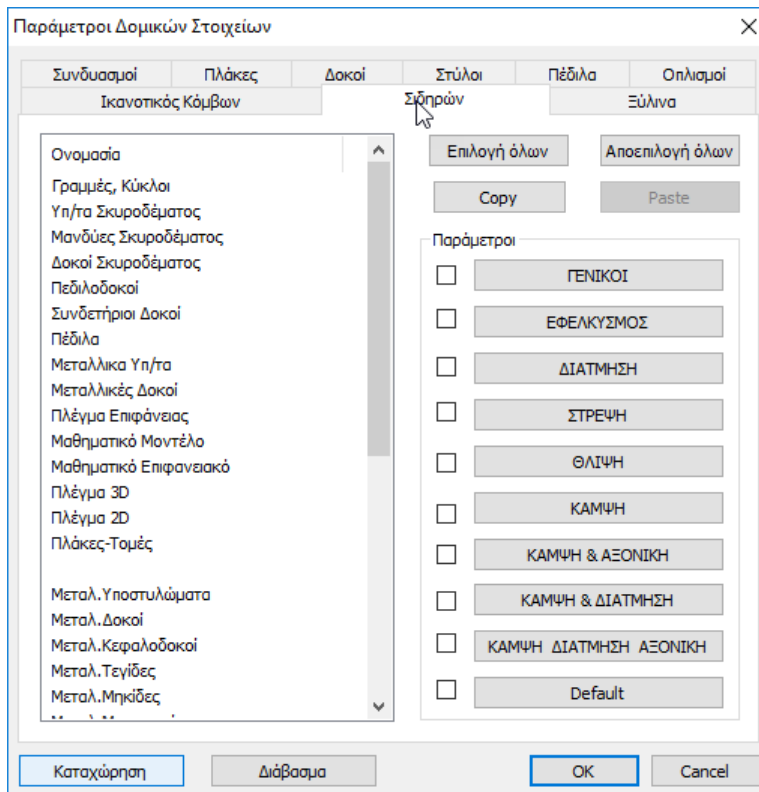 Παράμετροι Δομικών Στοιχείων
Συνδυασμοί Πλάκες Δοκοί Στύλοι Πέδιλα Οπλισμοί
Ικανοτικός Κόμβων Σιδηρών Ξύλινα
Ονομασία
Γραμμές, Κύκλοι
Υπ/τα Σκυροδέματος
Μανδύες Σκυροδέματος
Δοκοί Σκυροδέματος
Πεδιλοδοκοί
Συνδετήριοι Δοκοί
Πέδιλα
Μεταλλικα Υπ/τα
Μεταλλικές Δοκοί
Πλέγμα Επιφάνειας
Μαθηματικό Μοντέλο
Μαθηματικό Επιφανειακό
Πλέγμα 3D
Πλέγμα 2D
Πλάκες-Τομές
Μεταλ.Υποστυλώματα
Μεταλ.Δοκοί
Μεταλ.Κεφαλοδοκοί
Μεταλ.Τεγίδες
Μεταλ.Μηκίδες
Επιλογή όλων Αποεπιλογή όλων
Copy Paste
Παράμετροι
ΓΕΝΙΚΟΙ
ΕΦΕΛΚΥΣΜΟΣ
ΔΙΑΤΜΗΣΗ
ΣΤΡΕΨΗ
ΘΛΙΨΗ
ΚΑΜΨΗ
ΚΑΜΨΗ & ΑΞΟΝΙΚΗ
ΚΑΜΨΗ & ΔΙΑΤΜΗΣΗ
ΚΑΜΨΗ ΔΙΑΤΜΗΣΗ ΑΞΟΝΙΚΗ
Default
Καταχώρηση Διάβασμα OK Cancel